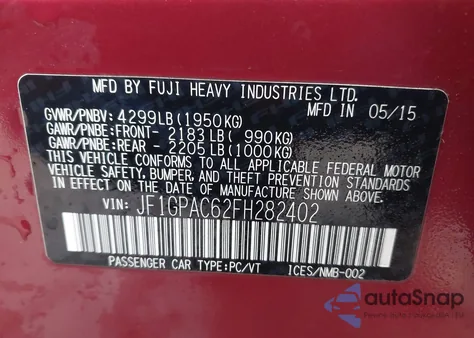 MFD BY FUJI HEAVY INDUSTRIES LTD.
GVWR/PNBV: 4299LB(1950KG) MFD IN 05/15
GAWR/PNBE:FRONT- 2183LB( 990KG)
GAWR/PNBE:REAR - 2205LB(1000KG)
THIS VEHICLE CONFORMS TO ALL APPLICABLE FEDERAL MOTOR
VEHICLE SAFETY, BUMPER, AND THEFT PREVENTION STANDARDS
IN EFFECT ON THE DATE OF MANUFACTURE SHOWN ABOVE.
VIN: JF1GPAC62FH282402
PASSENGER CAR TYPE:PC/VT ICES/NMB-002
autoSnap